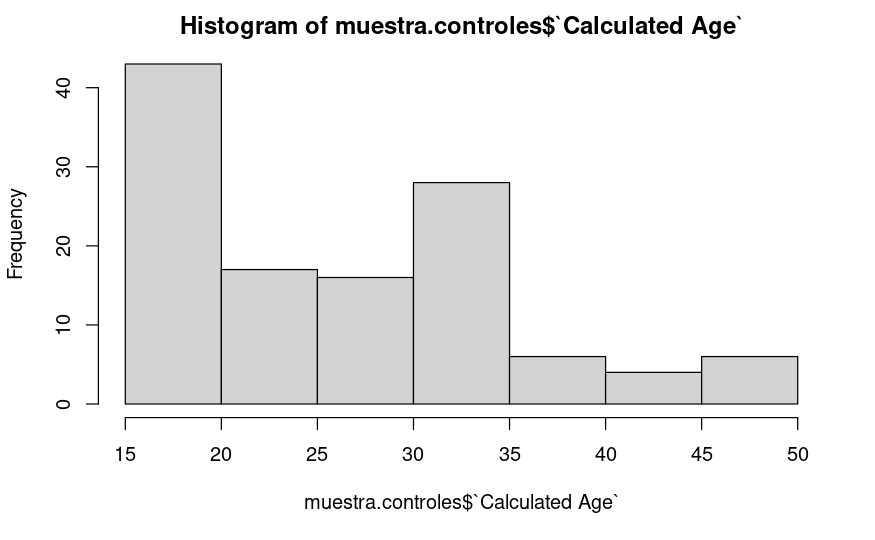 Histogram of muestra.controles$`Calculated Age`
Frequency
40
30
20
10
0
15 20 25 30 35 40 45 50
muestra.controles$`Calculated Age`